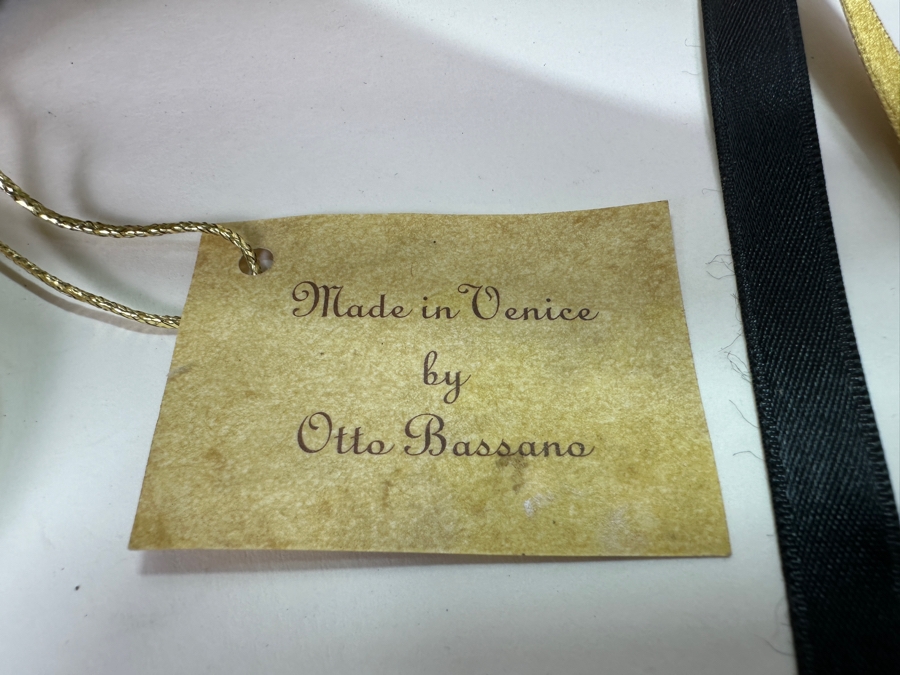 Made in Venice
by
Otto Bassano